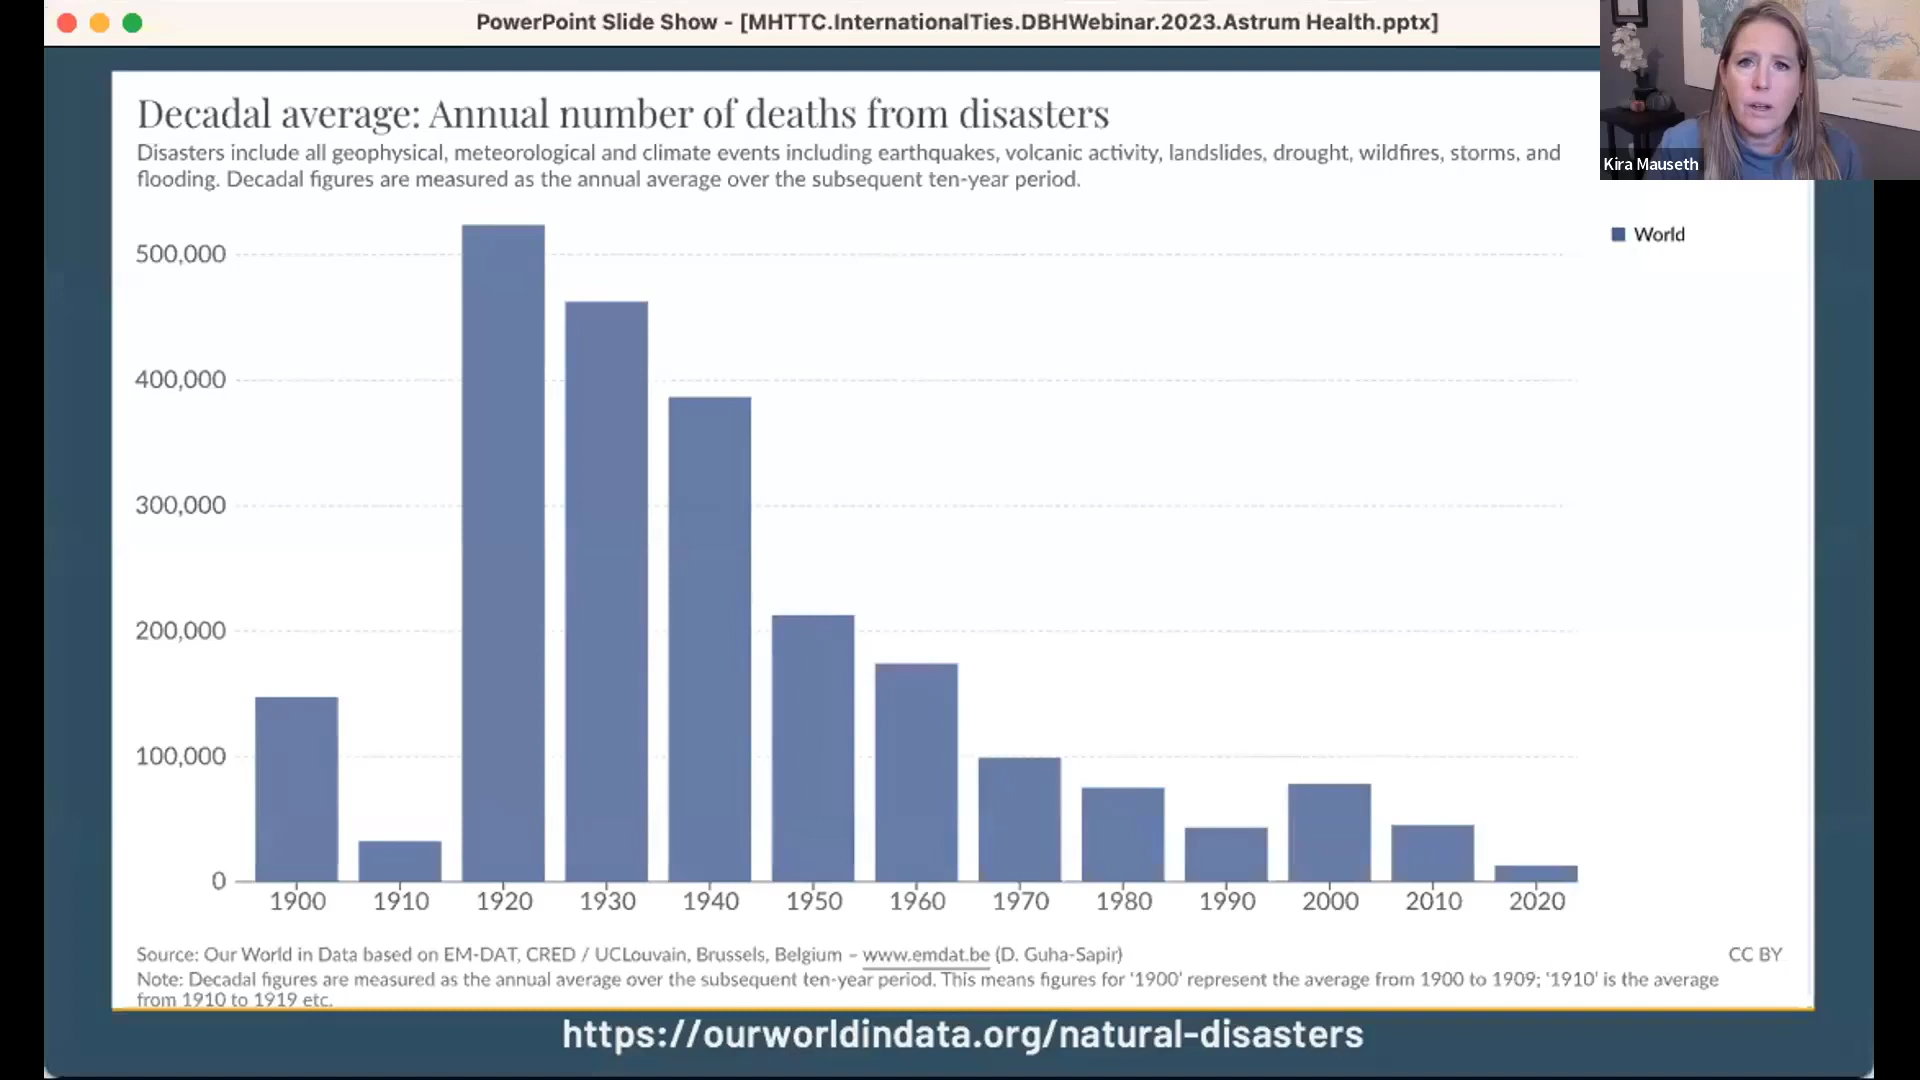 PowerPoint Slide Show - [MHTTC.InternationalTies.DBHWebinar.2023.Astrum Health.pptx]
Kira Mauseth
Decadal average: Annual number of deaths from disasters
Disasters include all geophysical, meteorological and climate events including earthquakes, volcanic activity, landslides, drought, wildfires, storms, and
flooding. Decadal figures are measured as the annual average over the subsequent ten-year period.
World
500,000
400,000
300,000
200,000
100,000
0
1900 1910 1920 1930 1940 1950 1960 1970 1980 1990 2000 2010 2020
Source: Our World in Data based on EM-DAT, CRED / UCLouvain, Brussels, Belgium – www.emdat.be (D. Guha-Sapir)
CC BY
Note: Decadal figures are measured as the annual average over the subsequent ten-year period. This means figures for '1900' represent the average from 1900 to 1909; '1910' is the average
from 1910 to 1919 etc.
https://ourworldindata.org/natural-disasters